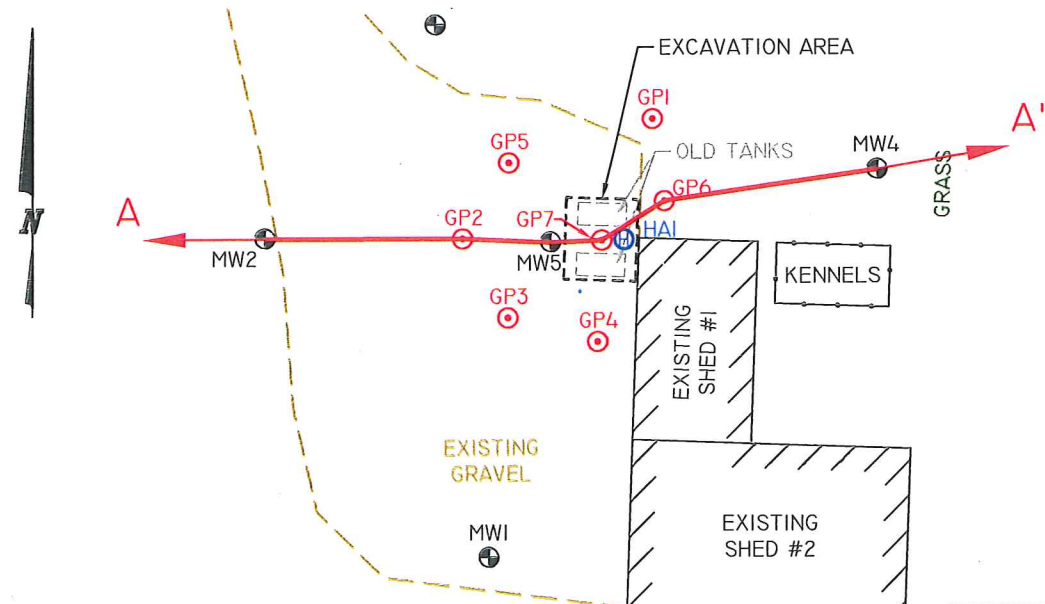 EXCAVATION AREA
GP1
A'
GP5
OLD TANKS
MW4
GRASS
GP6
N
A
GP2
GP7
HA1
H
MW2
MW5
KENNELS
GP3
GP4
EXISTING
SHED #1
EXISTING
GRAVEL
MW1
EXISTING
SHED #2